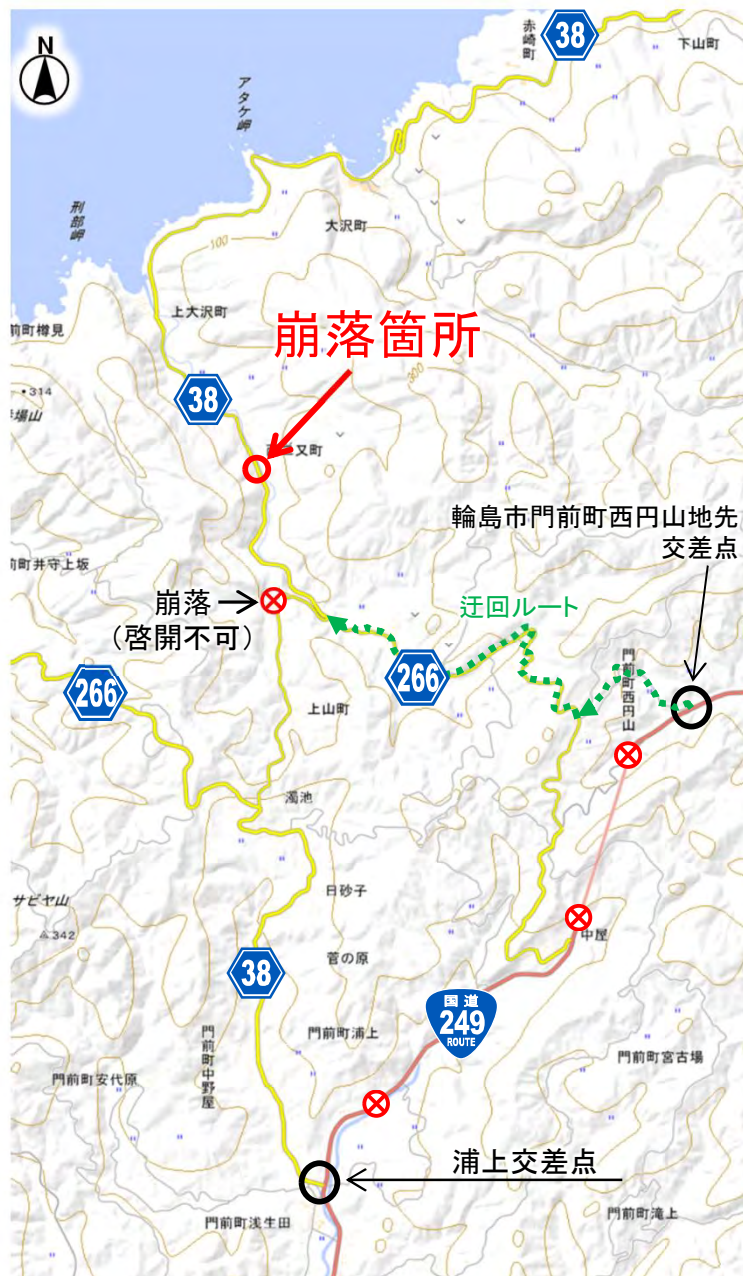 N
38
赤崎町
下山町
アタケ岬
刑部岬
大沢町
100
上大沢町
前町樽見
崩落箇所
300
・314
38
又町
輪島市門前町西円山地先
交差点
前町井守上坂
崩落
（啓開不可）
迂回ルート
266
266
門前町西円山
上山町
濁池
日砂子
サビヤ山
342
菅の原
38
中屋
国道
249
ROUTE
門前町浦上
門前町中野屋
門前町宮古場
門前町安代原
浦上交差点
門前町浅生田
門前町滝上